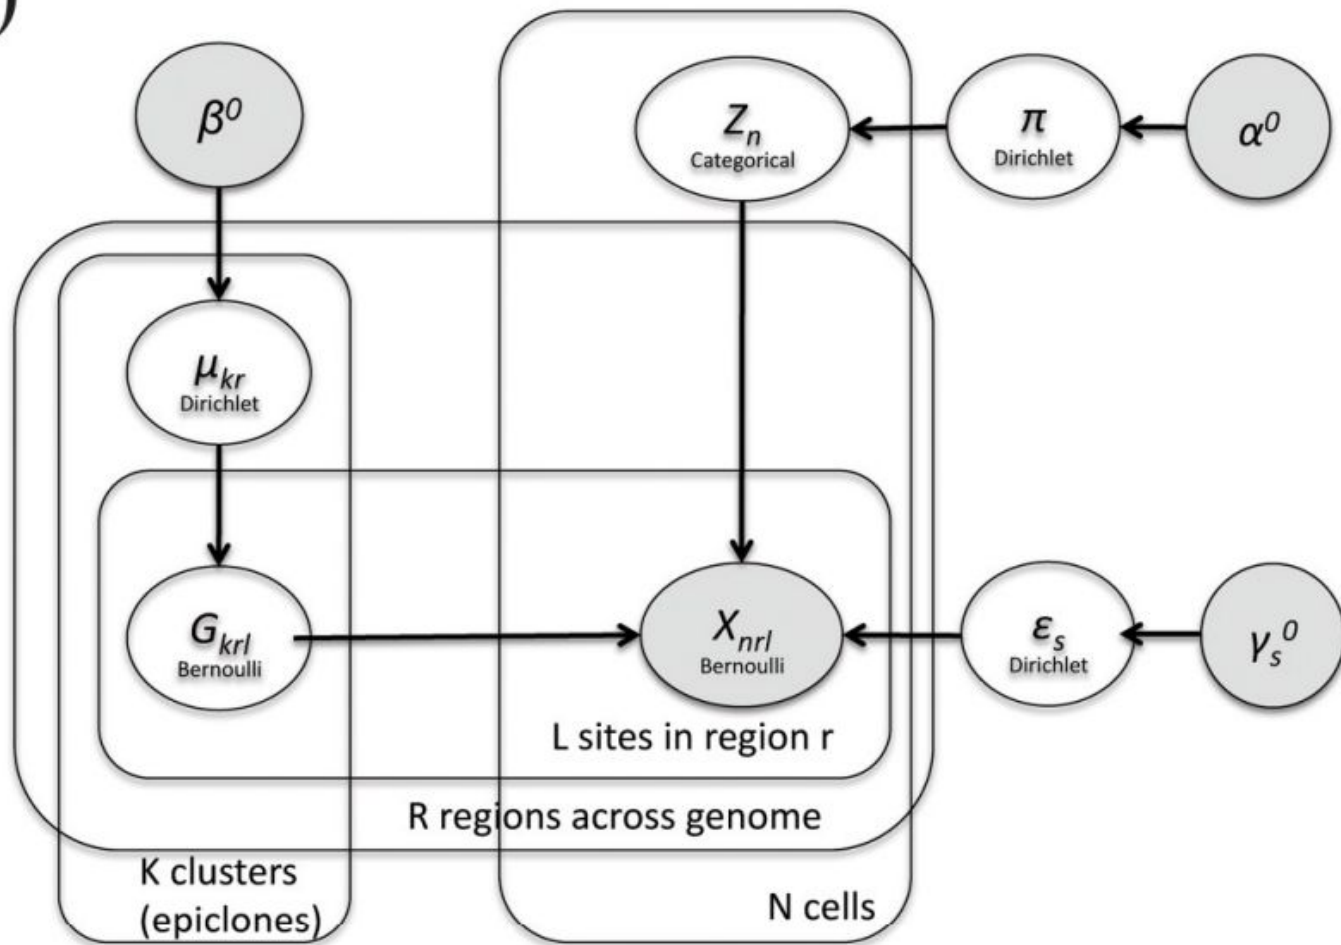 )
β⁰
Zₙ
Categorical
π
Dirichlet
α⁰
μₖᵣ
Dirichlet
Gₖᵣₗ
Bernoulli
Xₙᵣₗ
Bernoulli
εₛ
Dirichlet
γₛ⁰
L sites in region r
R regions across genome
K clusters
(epiclones)
N cells